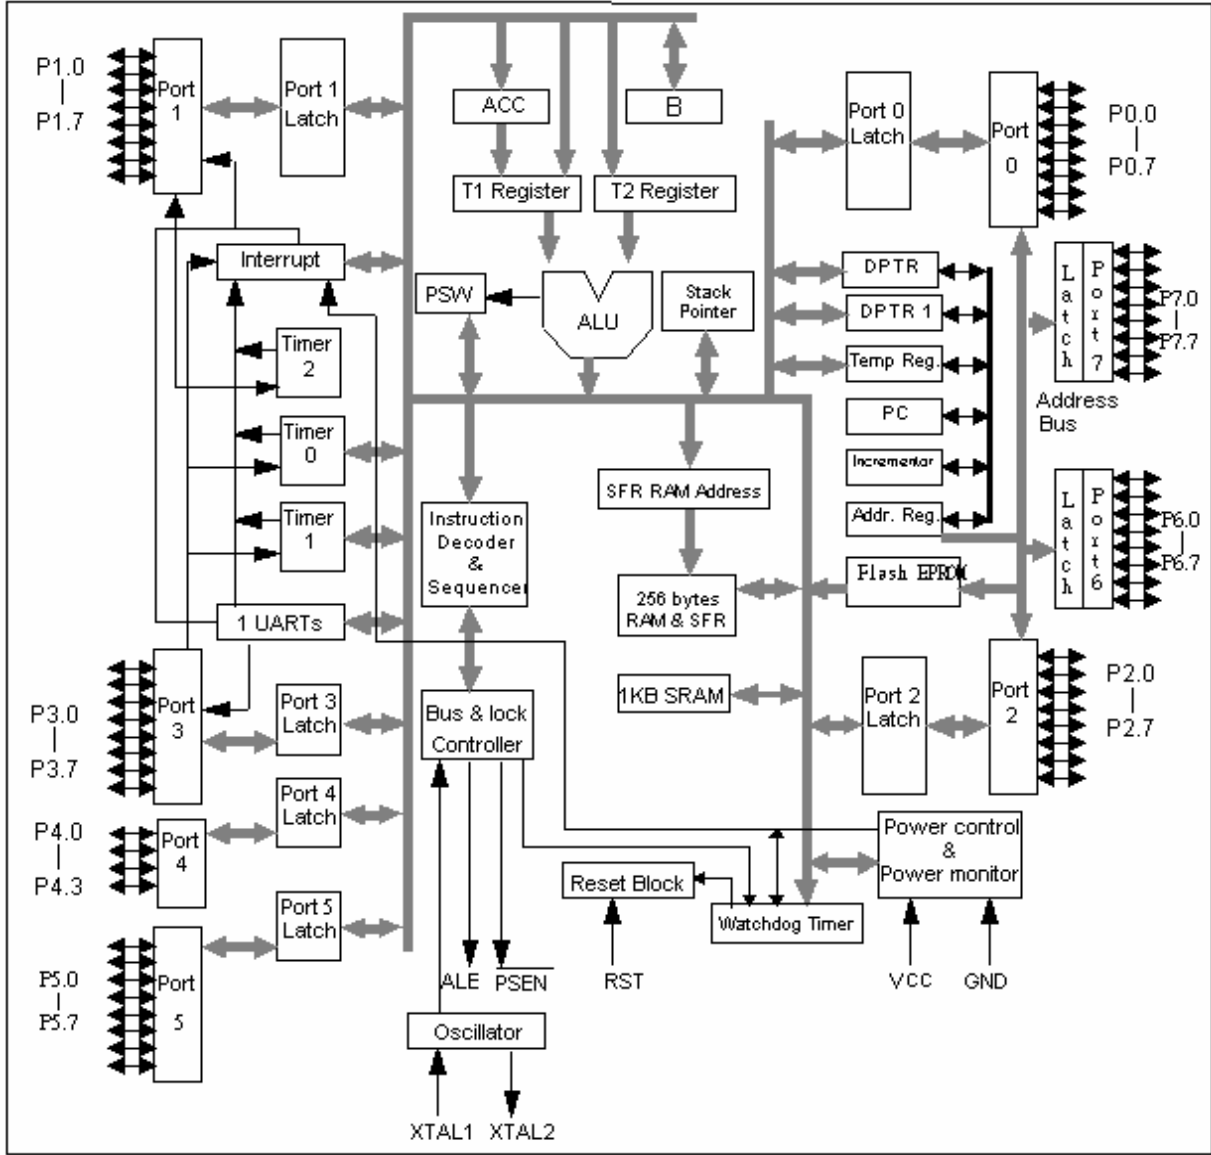 P1.0
P1.7
Port
1
Port 1
Latch
ACC
B
T1 Register
T2 Register
Port 0
Latch
Port
0
P0.0
P0.7
Interrupt
PSW
ALU
Stack
Pointer
DPTR
DPTR 1
Temp Reg.
PC
Incrementor
Addr. Reg.
Latch
Port 7
P7.0
P7.7
Address
Bus
Timer
2
Timer
0
Timer
1
1 UARTs
Instruction
Decoder
&
Sequencer
SFR RAM Address
256 bytes
RAM & SFR
Flash EPROM
Latch
Port6
P6.0
P6.7
1KB SRAM
Port 2
Latch
Port
2
P2.0
P2.7
P3.0
P3.7
Port
3
Port 3
Latch
Bus & lock
Controller
P4.0
P4.3
Port
4
Port 4
Latch
Power control
&
Power monitor
Reset Block
Watchdog Timer
P5.0
P5.7
Port
5
Port 5
Latch
ALE
PSEN
RST
VCC
GND
Oscillator
XTAL1
XTAL2